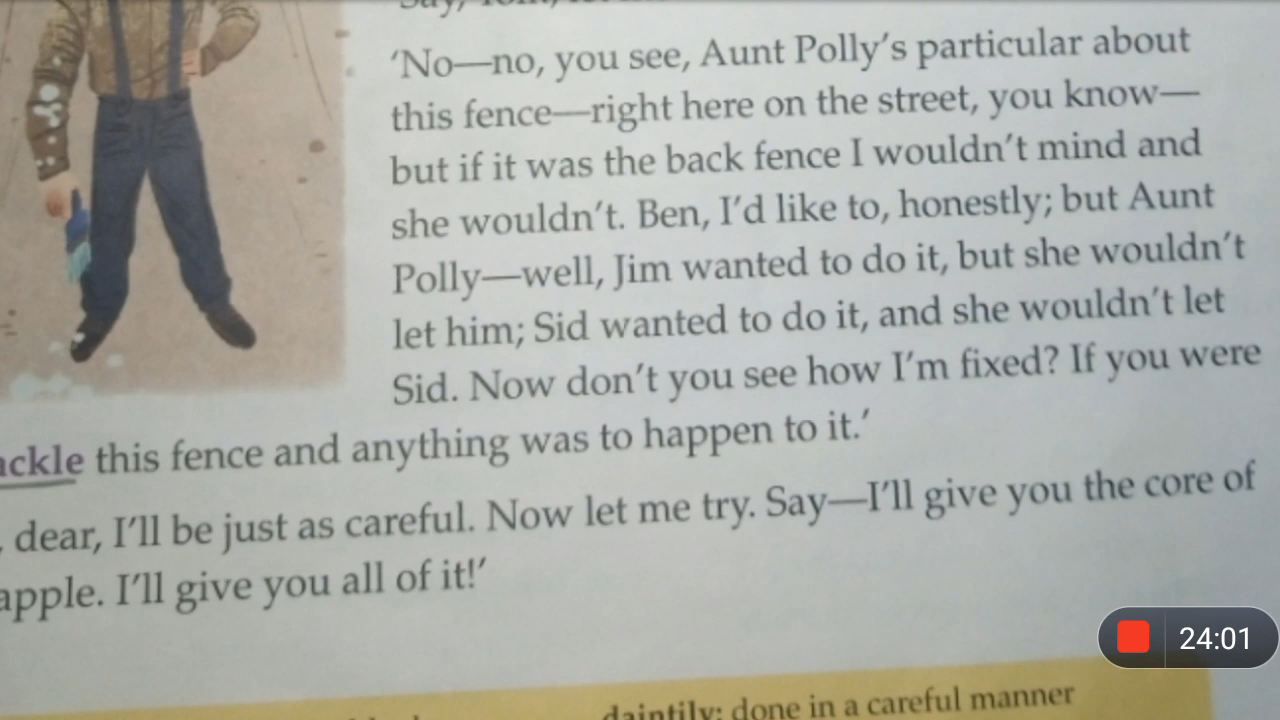 'No—no, you see, Aunt Polly's particular about
this fence—right here on the street, you know—
but if it was the back fence I wouldn't mind and
she wouldn't. Ben, I'd like to, honestly; but Aunt
Polly—well, Jim wanted to do it, but she wouldn't
let him; Sid wanted to do it, and she wouldn't let
Sid. Now don't you see how I'm fixed? If you were
ackle this fence and anything was to happen to it.'
, dear, I'll be just as careful. Now let me try. Say—I'll give you the core of
apple. I'll give you all of it!'
24:01
daintily: done in a careful manner